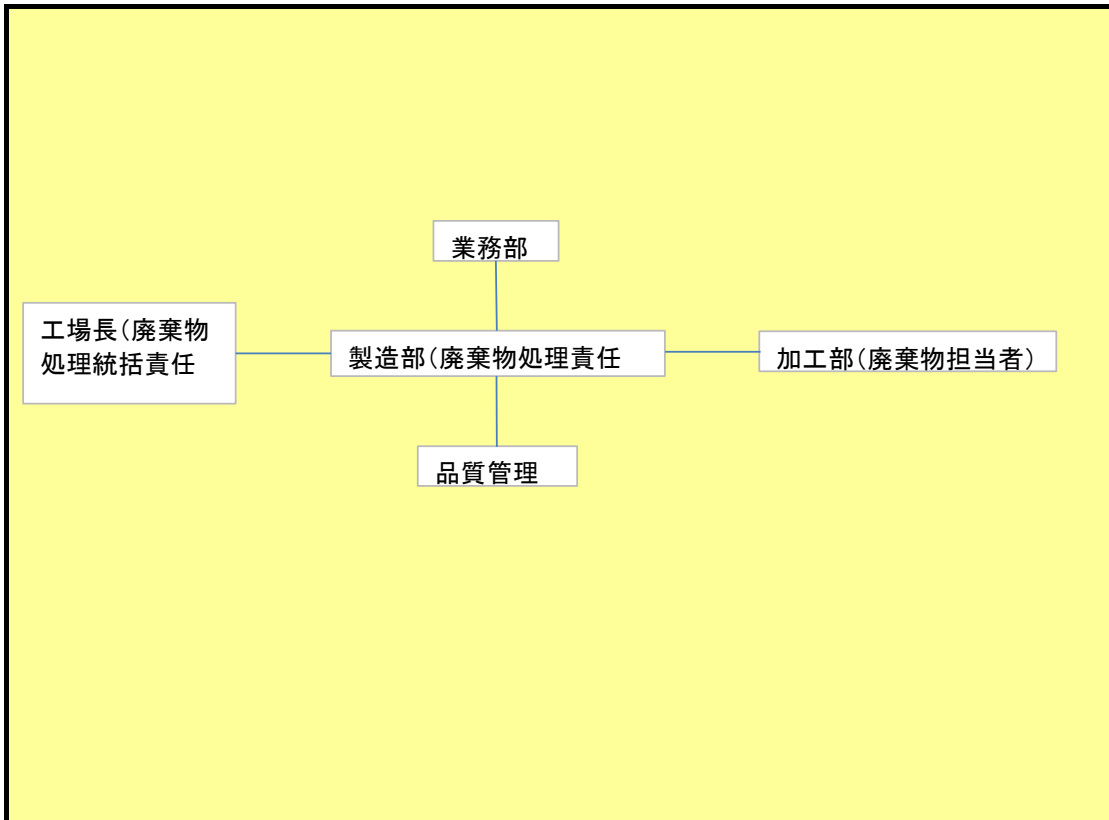 業務部
工場長（廃棄物
処理統括責任
製造部（廃棄物処理責任
加工部（廃棄物担当者）
品質管理